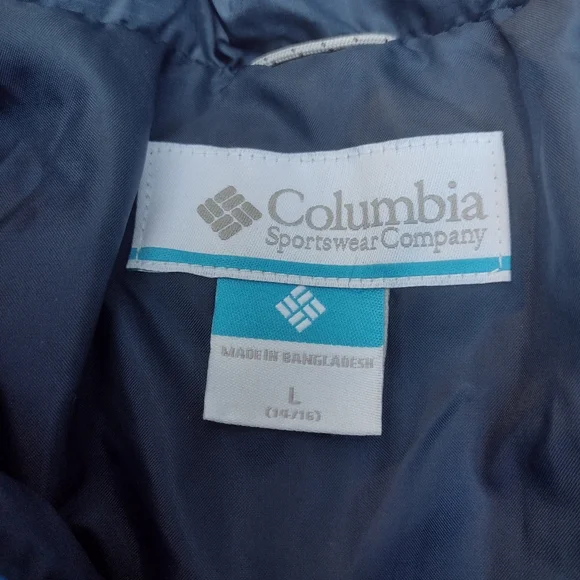 Columbia
Sportswear Company
MADE IN BANGLADESH
L
(14/16)